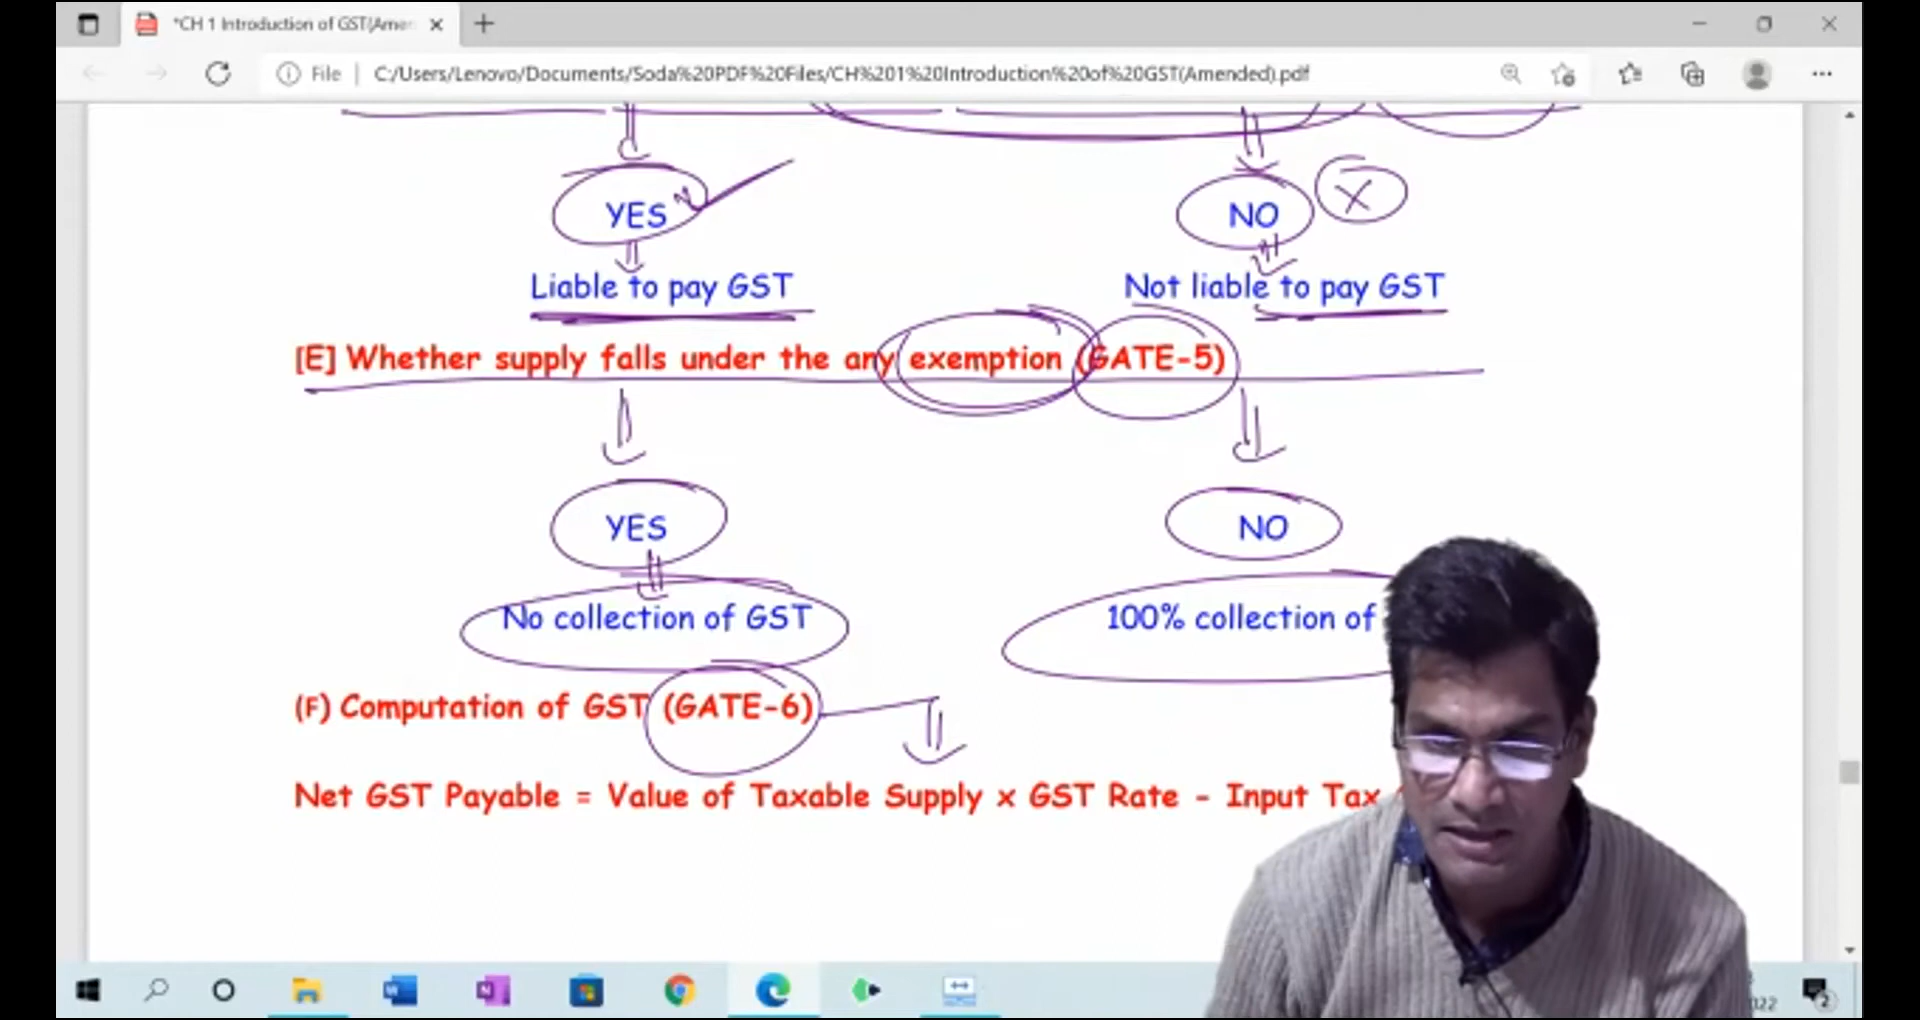 *CH 1 Introduction of GST(Amen
File
C:/Users/Lenovo/Documents/Soda%20PDF%20Files/CH%201%20Introduction%20of%20GST(Amended).pdf
YES NO X
Liable to pay GST Not liable to pay GST
[E] Whether supply falls under the any exemption (GATE-5)
YES NO
No collection of GST 100% collection of
(F) Computation of GST (GATE-6)
Net GST Payable = Value of Taxable Supply x GST Rate - Input Tax
2